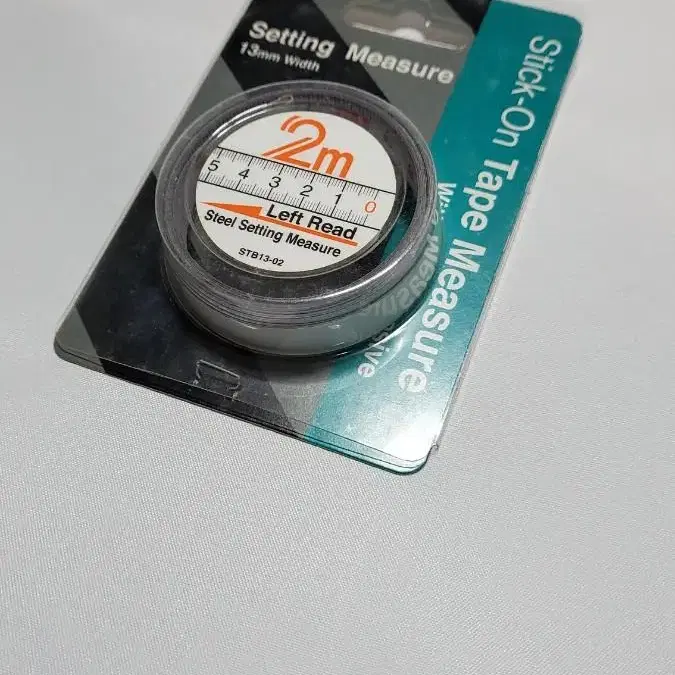 Setting Measure
13mm Width
2m
5 4 3 2 1 0
Left Read
Steel Setting Measure
STB13-02
Stick-On Tape Measure